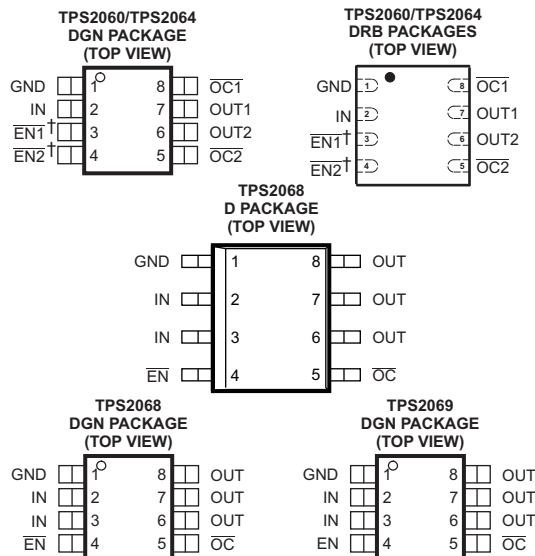 TPS2060/TPS2064
DGN PACKAGE
(TOP VIEW)
GND 1 8 OC1
IN 2 7 OUT1
EN1† 3 6 OUT2
EN2† 4 5 OC2
TPS2060/TPS2064
DRB PACKAGES
(TOP VIEW)
GND 1 8 OC1
IN 2 7 OUT1
EN1† 3 6 OUT2
EN2† 4 5 OC2
TPS2068
D PACKAGE
(TOP VIEW)
GND 1 8 OUT
IN 2 7 OUT
IN 3 6 OUT
EN 4 5 OC
TPS2068
DGN PACKAGE
(TOP VIEW)
GND 1 8 OUT
IN 2 7 OUT
IN 3 6 OUT
EN 4 5 OC
TPS2069
DGN PACKAGE
(TOP VIEW)
GND 1 8 OUT
IN 2 7 OUT
IN 3 6 OUT
EN 4 5 OC